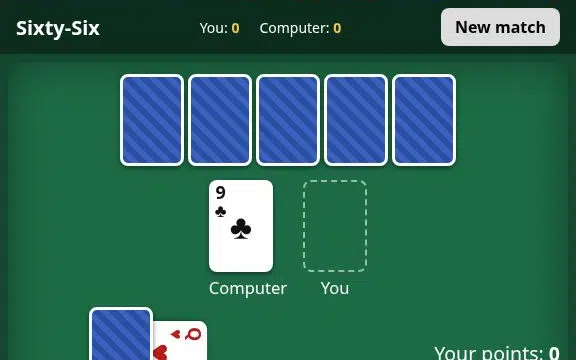 Sixty-Six
You: 0 Computer: 0
New match
9
Computer
You
Q
Your points: 0